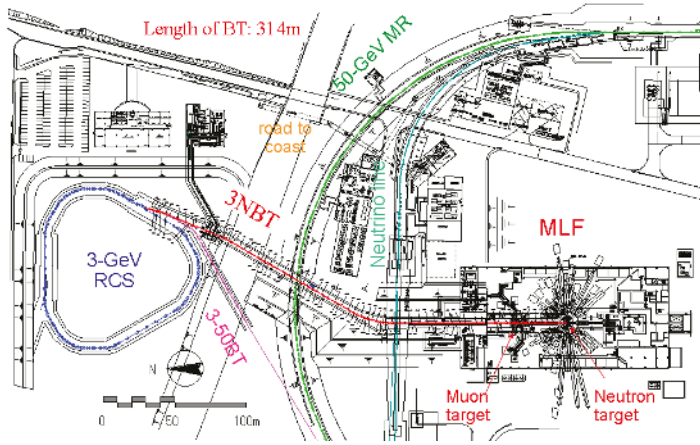 Length of BT: 314m
50-GeV MR
road to
coast
Neutrino line
3NBT
MLF
3-GeV
RCS
3-50BT
N
Muon
target
Neutron
target
0
50
100m